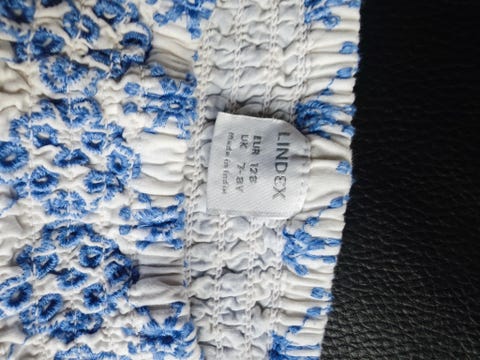 LINDEX
EUR 128
UK 7-8Y
made in India